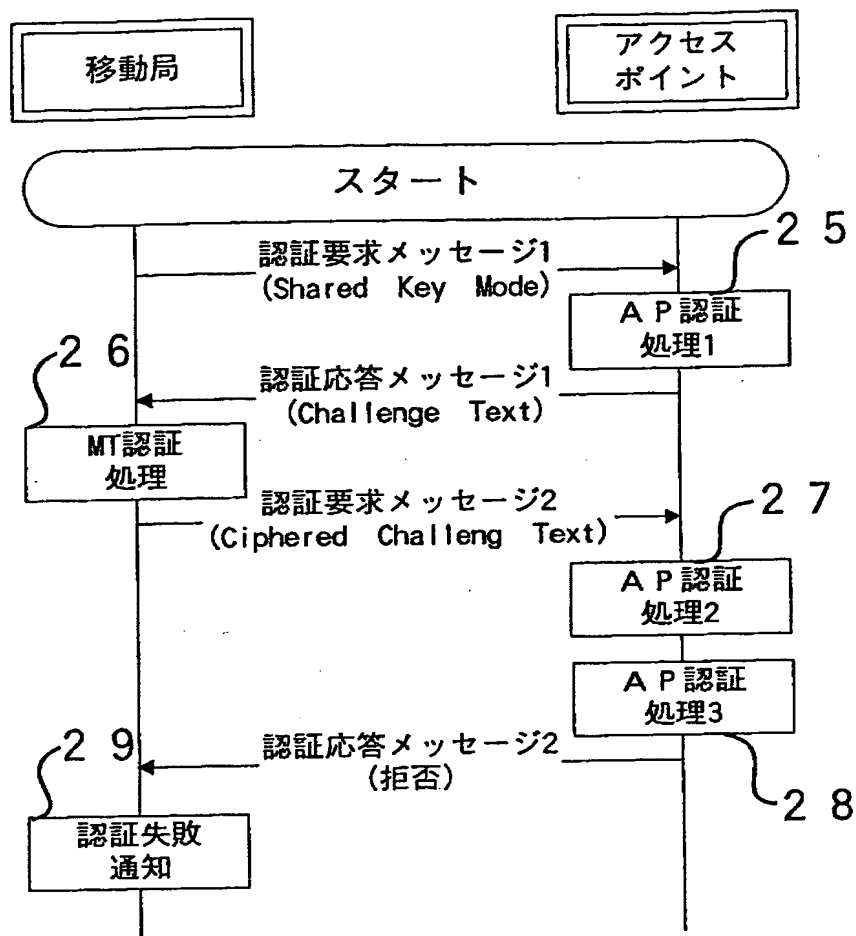 移動局
アクセス
ポイント
スタート
認証要求メッセージ1
(Shared Key Mode)
25
AP認証
処理1
26
認証応答メッセージ1
(Challenge Text)
MT認証
処理
認証要求メッセージ2
(Ciphered Challeng Text)
27
AP認証
処理2
AP認証
処理3
28
認証応答メッセージ2
(拒否)
29
認証失敗
通知